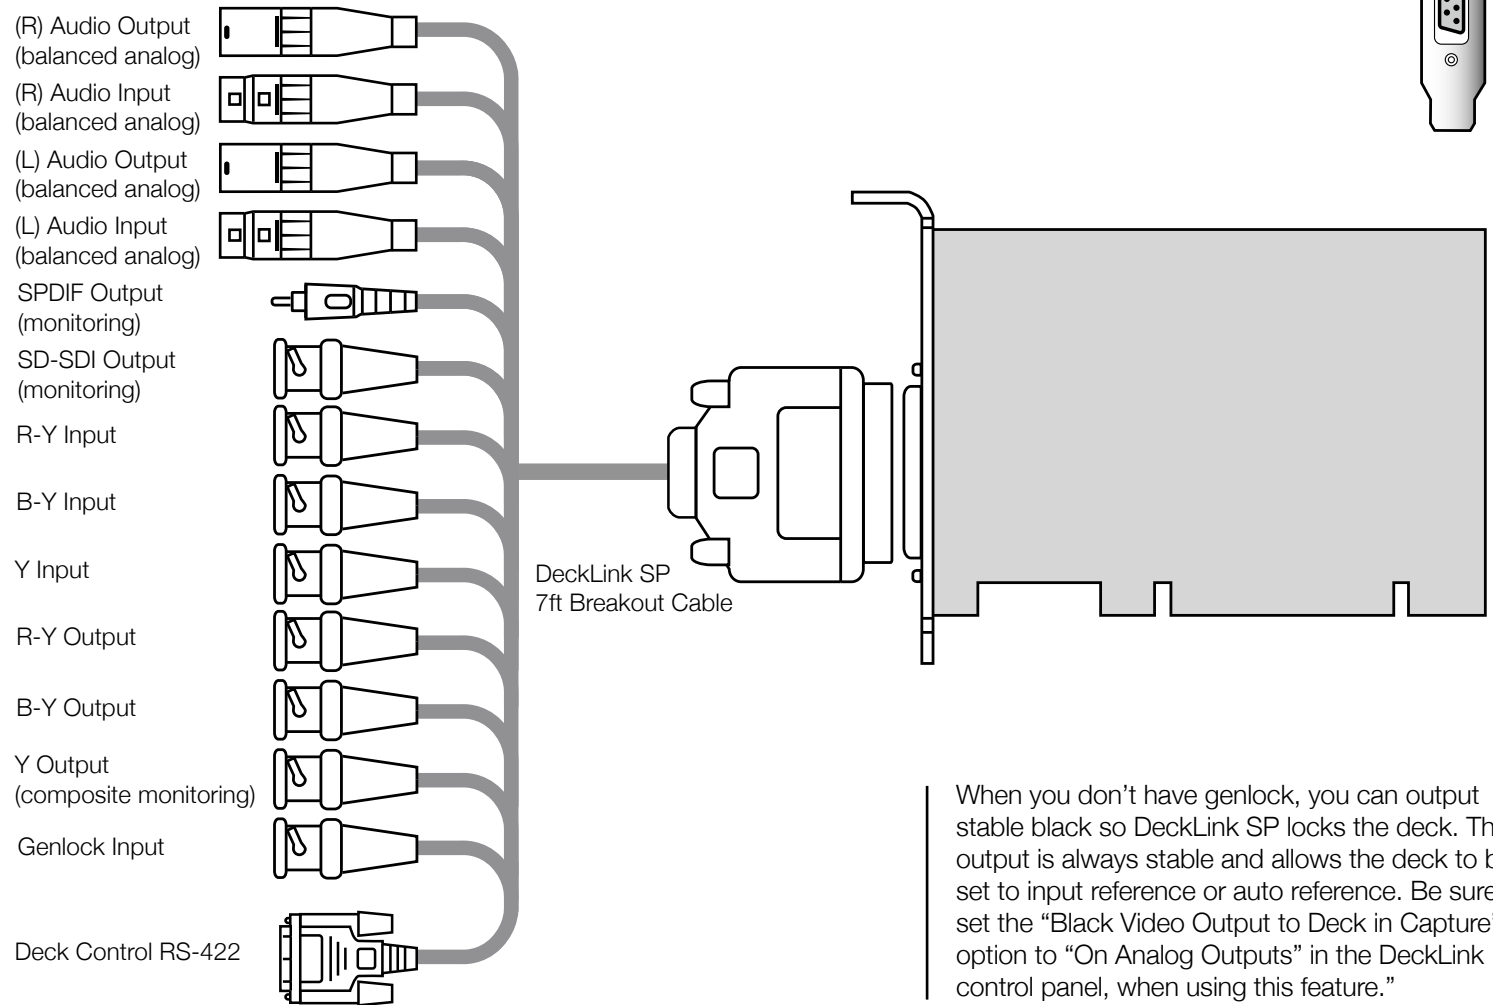 (R) Audio Output
(balanced analog)
(R) Audio Input
(balanced analog)
(L) Audio Output
(balanced analog)
(L) Audio Input
(balanced analog)
SPDIF Output
(monitoring)
SD-SDI Output
(monitoring)
R-Y Input
B-Y Input
Y Input
R-Y Output
B-Y Output
Y Output
(composite monitoring)
Genlock Input
Deck Control RS-422
DeckLink SP
7ft Breakout Cable
When you don’t have genlock, you can output
stable black so DeckLink SP locks the deck.
output is always stable and allows the deck to
set to input reference or auto reference. Be sure
set the “Black Video Output to Deck in Capture”
option to “On Analog Outputs” in the DeckLink
control panel, when using this feature.”